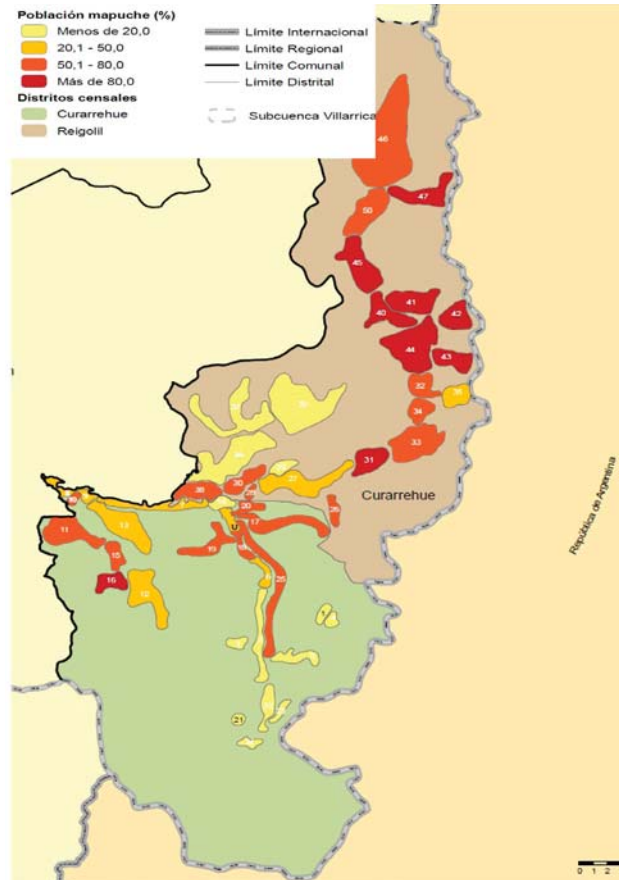 Población mapuche (%)
Menos de 20,0
20,1 - 50,0
50,1 - 80,0
Más de 80,0
Distritos censales
Curarrehue
Reigolil
Límite Internacional
Límite Regional
Límite Comunal
Límite Distrital
Subcuenca Villarrica
46
47
50
45
41
40
42
44
43
32
34
33
31
30
38
20
17
11
13
15
16
19
25
21
Curarrehue
República de Argentina
0 1 2